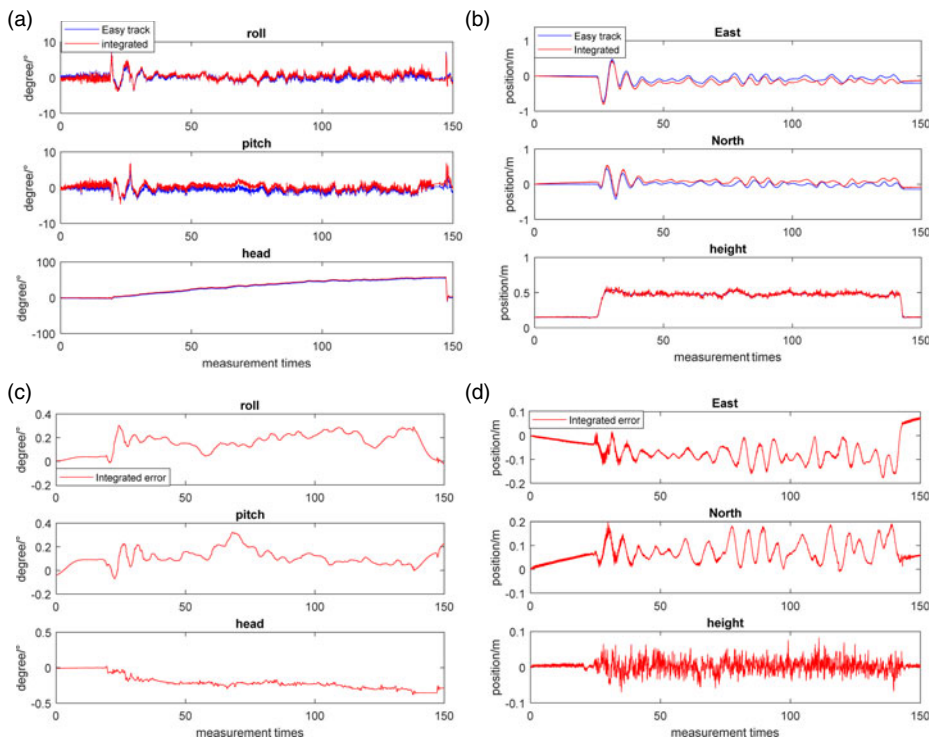 (a)
roll
Easy track
integrated
degree/°
10
0
-10
0
50
100
150
pitch
degree/°
10
0
-10
0
50
100
150
head
degree/°
100
0
-100
0
50
100
150
measurement times
(b)
East
Easy track
Integrated
position/m
1
0
-1
0
50
100
150
North
position/m
1
0
-1
0
50
100
150
height
position/m
1
0.5
0
0
50
100
150
measurement times
(c)
roll
Integrated error
degree/°
0.4
0.2
0
-0.2
0
50
100
150
pitch
degree/°
0.4
0.2
0
-0.2
0
50
100
150
head
degree/°
0.5
0
-0.5
0
50
100
150
measurement times
(d)
East
Integrated error
position/m
0.1
0
-0.1
-0.2
0
50
100
150
North
position/m
0.2
0.1
0
-0.1
0
50
100
150
height
position/m
0.1
0
-0.1
0
50
100
150
measurement times